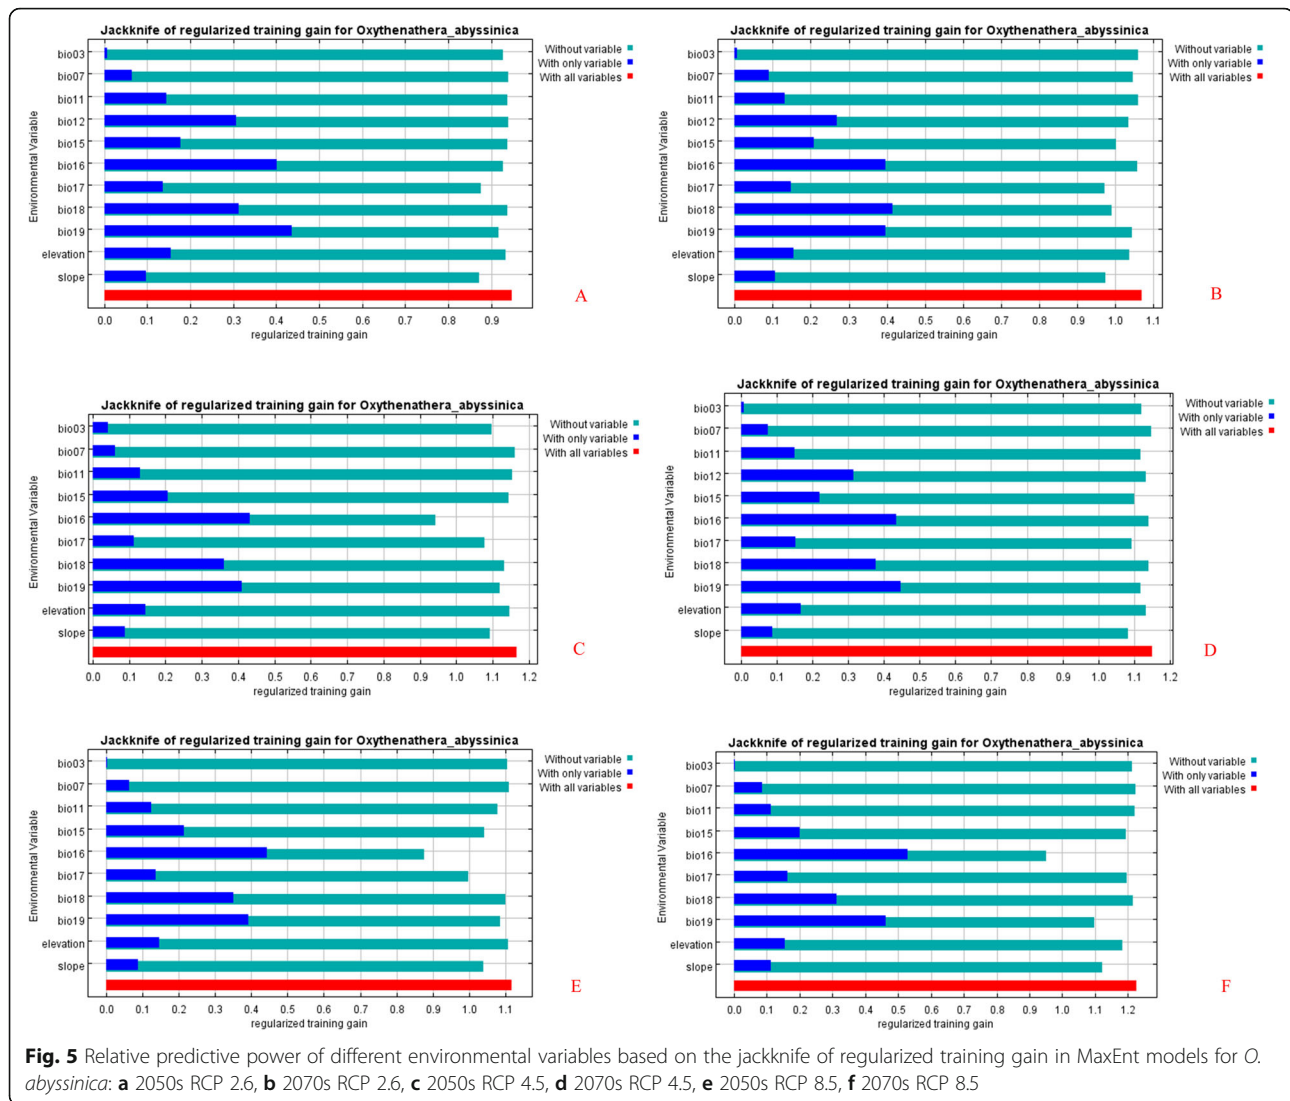 Jackknife of regularized training gain for Oxythenathera_abyssinica
Environmental Variable
bio03
bio07
bio11
bio12
bio15
bio16
bio17
bio18
bio19
elevation
slope
Without variable
With only variable
With all variables
0.0 0.1 0.2 0.3 0.4 0.5 0.6 0.7 0.8 0.9
regularized training gain
A
Jackknife of regularized training gain for Oxythenathera_abyssinica
Environmental Variable
bio03
bio07
bio11
bio12
bio15
bio16
bio17
bio18
bio19
elevation
slope
Without variable
With only variable
With all variables
0.0 0.1 0.2 0.3 0.4 0.5 0.6 0.7 0.8 0.9 1.0 1.1
regularized training gain
B
Jackknife of regularized training gain for Oxythenathera_abyssinica
Environmental Variable
bio03
bio07
bio11
bio15
bio16
bio17
bio18
bio19
elevation
slope
Without variable
With only variable
With all variables
0.0 0.1 0.2 0.3 0.4 0.5 0.6 0.7 0.8 0.9 1.0 1.1 1.2
regularized training gain
C
Jackknife of regularized training gain for Oxythenathera_abyssinica
Environmental Variable
bio03
bio07
bio11
bio12
bio15
bio16
bio17
bio18
bio19
elevation
slope
Without variable
With only variable
With all variables
0.0 0.1 0.2 0.3 0.4 0.5 0.6 0.7 0.8 0.9 1.0 1.1 1.2
regularized training gain
D
Jackknife of regularized training gain for Oxythenathera_abyssinica
Environmental Variable
bio03
bio07
bio11
bio15
bio16
bio17
bio18
bio19
elevation
slope
Without variable
With only variable
With all variables
0.0 0.1 0.2 0.3 0.4 0.5 0.6 0.7 0.8 0.9 1.0 1.1
regularized training gain
E
Jackknife of regularized training gain for Oxythenathera_abyssinica
Environmental Variable
bio03
bio07
bio11
bio15
bio16
bio17
bio18
bio19
elevation
slope
Without variable
With only variable
With all variables
0.0 0.1 0.2 0.3 0.4 0.5 0.6 0.7 0.8 0.9 1.0 1.1 1.2
regularized training gain
F
Fig. 5 Relative predictive power of different environmental variables based on the jackknife of regularized training gain in MaxEnt models for O.
abyssinica: a 2050s RCP 2.6, b 2070s RCP 2.6, c 2050s RCP 4.5, d 2070s RCP 4.5, e 2050s RCP 8.5, f 2070s RCP 8.5